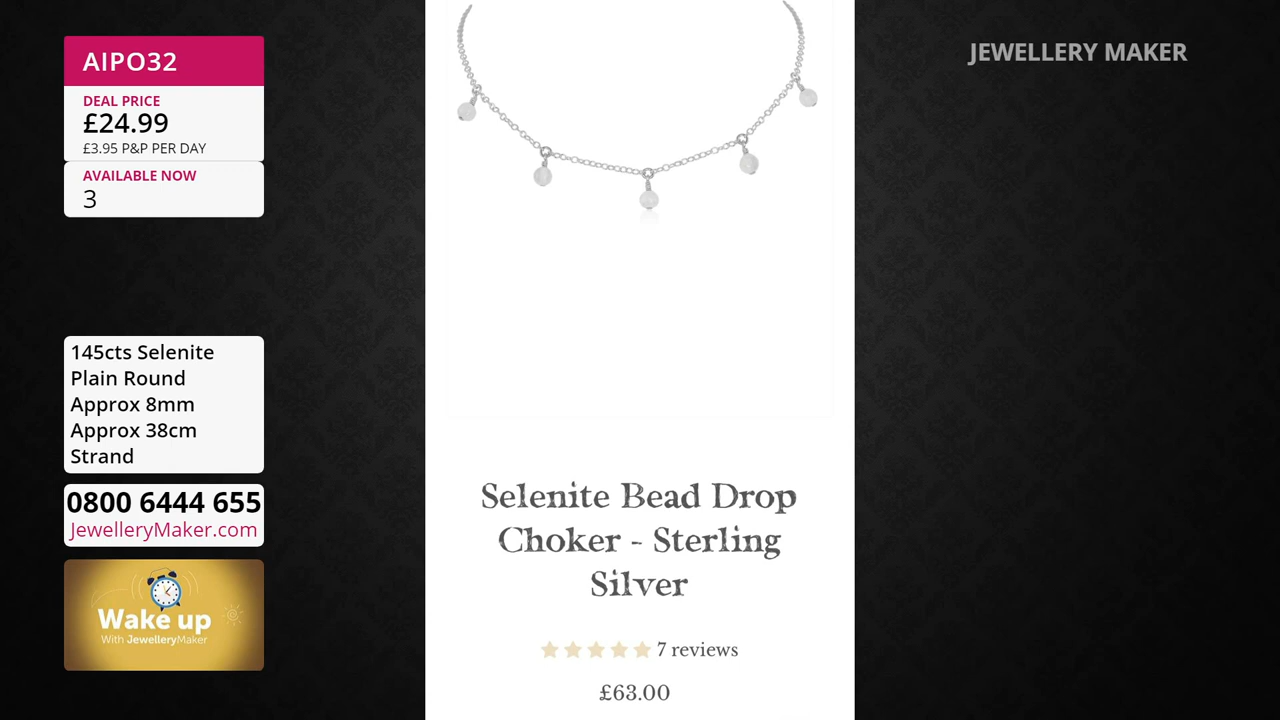 AIPO32
DEAL PRICE
£24.99
£3.95 P&P PER DAY
AVAILABLE NOW
3
145cts Selenite
Plain Round
Approx 8mm
Approx 38cm
Strand
0800 6444 655
JewelleryMaker.com
Wake up
With JewelleryMaker
JEWELLERY MAKER
Selenite Bead Drop
Choker - Sterling
Silver
7 reviews
£63.00